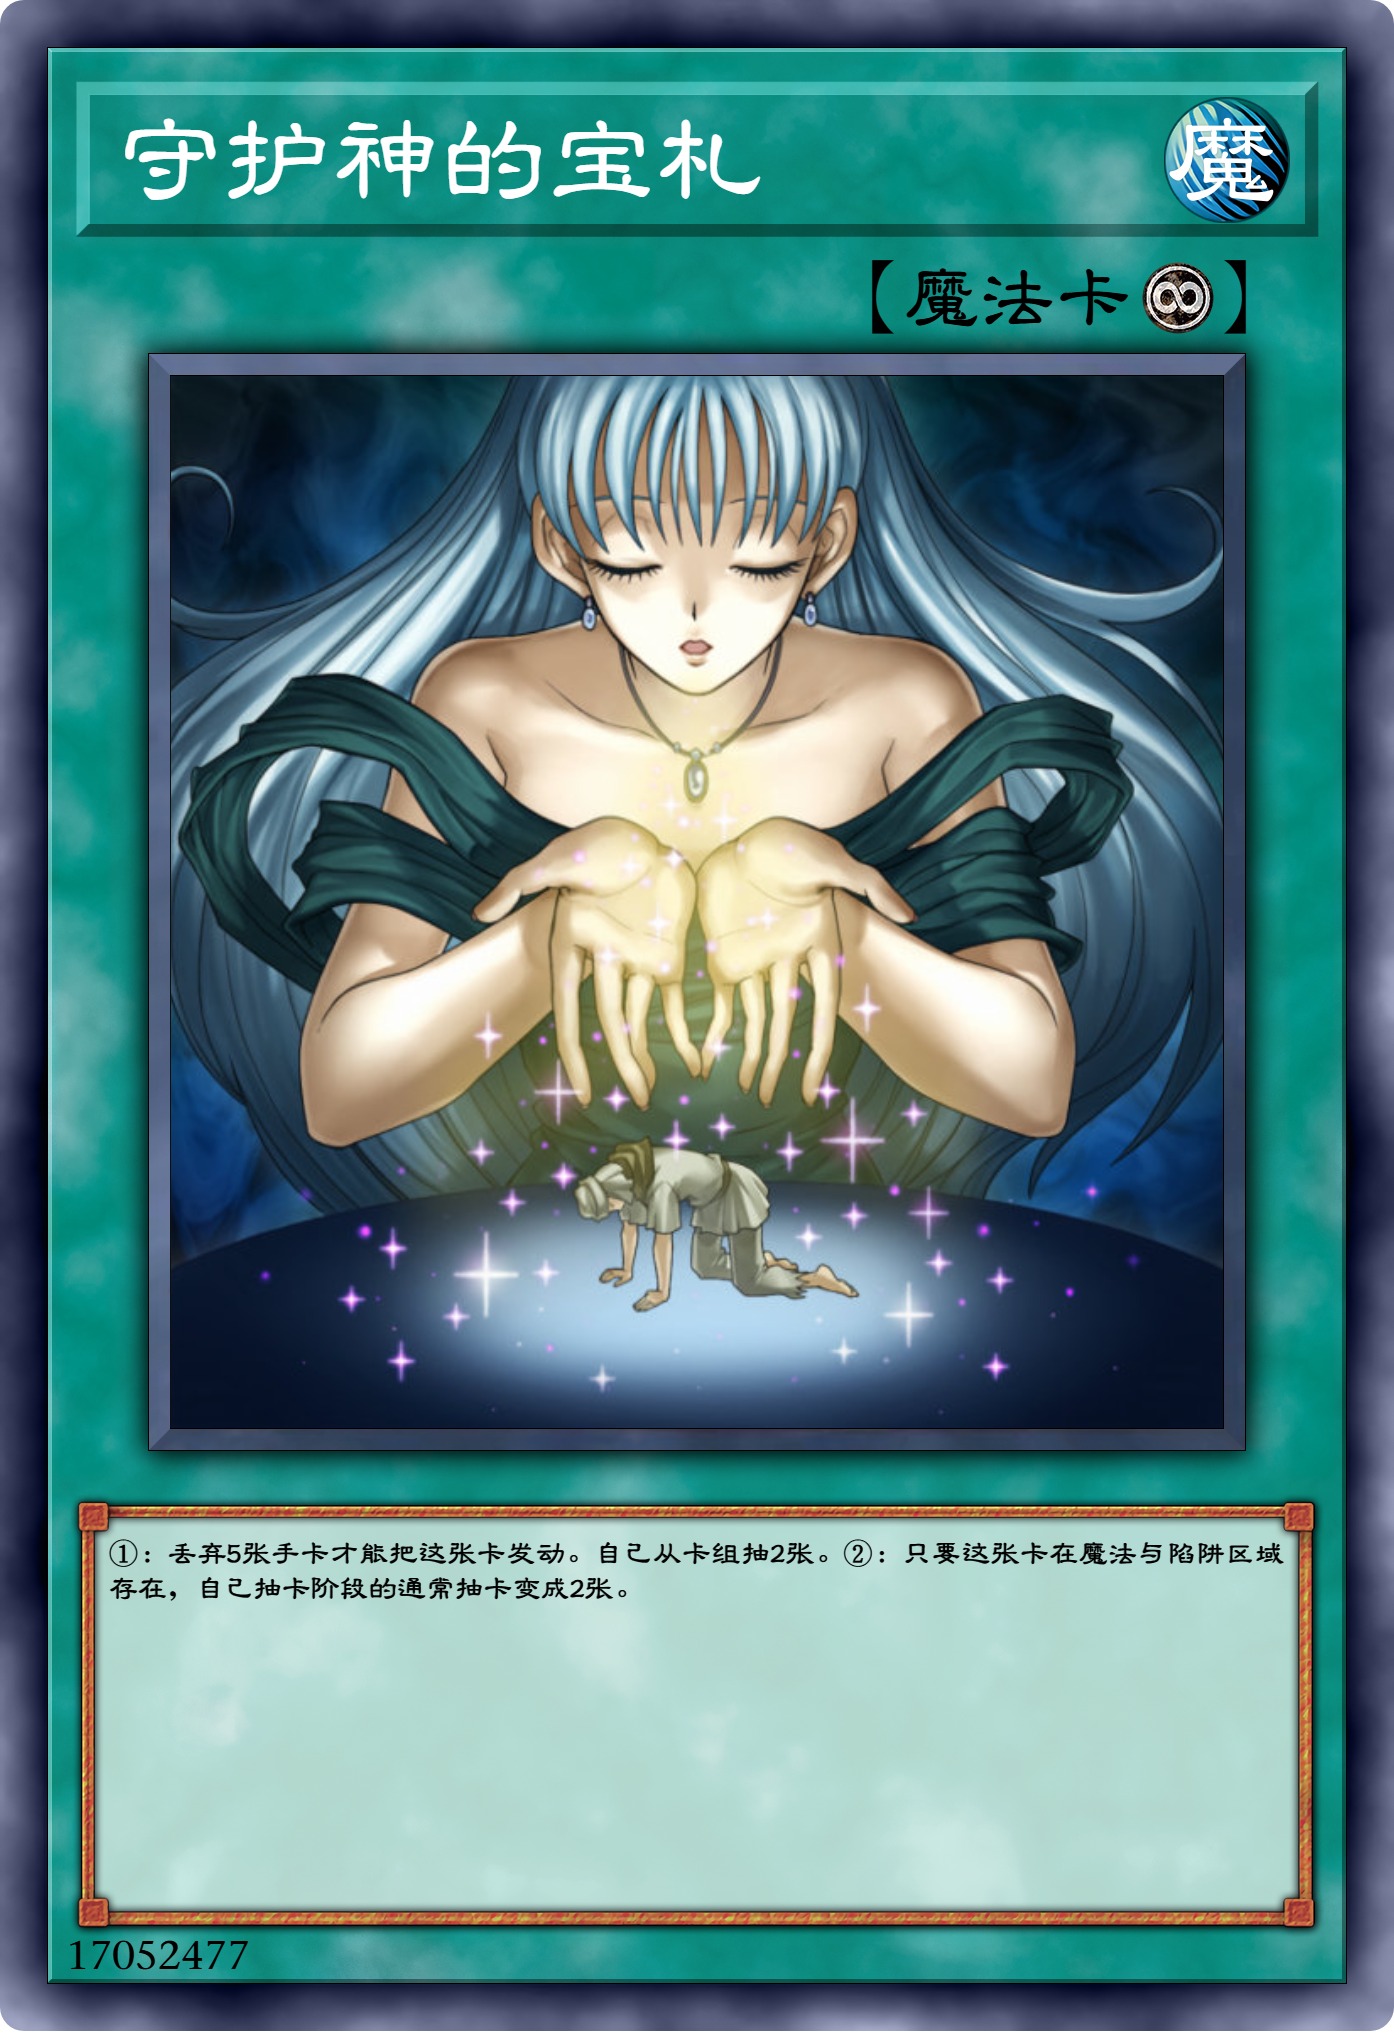 守护神的宝札 魔
【魔法卡♾】
①：丢弃5张手卡才能把这张卡发动。自己从卡组抽2张。②：只要这张卡在魔法与陷阱区域
存在，自己抽卡阶段的通常抽卡变成2张。
17052477